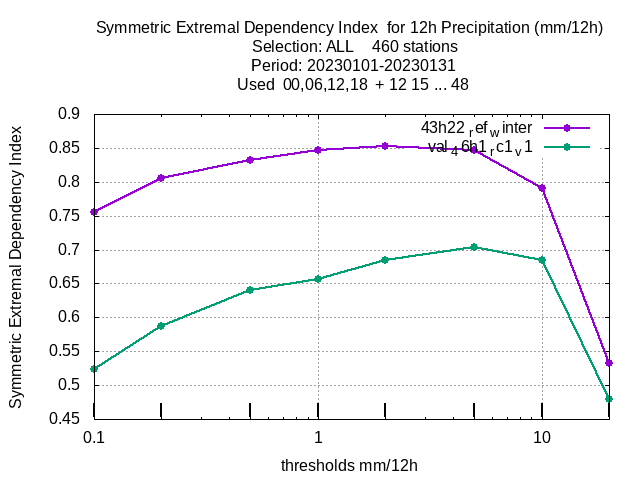 Symmetric Extremal Dependency Index for 12h Precipitation (mm/12h)
Selection: ALL 460 stations
Period: 20230101-20230131
Used 00,06,12,18 + 12 15 ... 48
Symmetric Extremal Dependency Index
0.9
0.85
0.8
0.75
0.7
0.65
0.6
0.55
0.5
0.45
43h22_ref_winter
val_46h1_rc1_v1
0.1 1 10
thresholds mm/12h